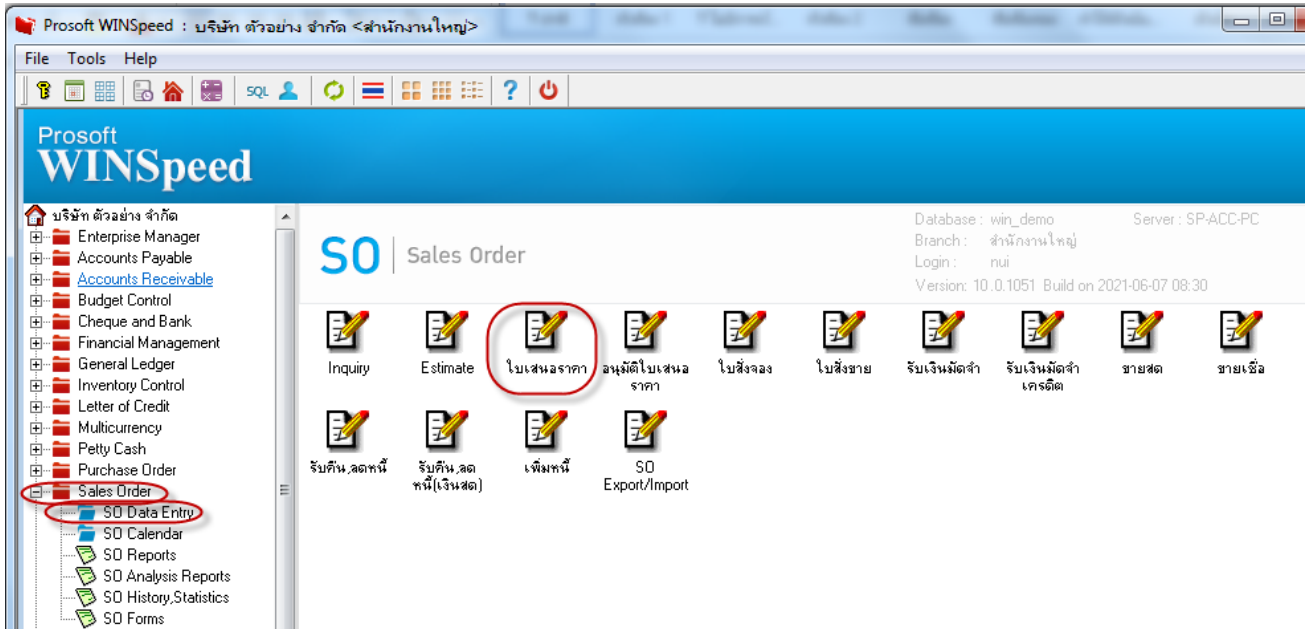 Prosoft WINSpeed : บริษัท ตัวอย่าง จำกัด <สำนักงานใหญ่>
File Tools Help
SQL
Prosoft
WINSpeed
บริษัท ตัวอย่าง จำกัด
Enterprise Manager
Accounts Payable
Accounts Receivable
Budget Control
Cheque and Bank
Financial Management
General Ledger
Inventory Control
Letter of Credit
Multicurrency
Petty Cash
Purchase Order
Sales Order
SO Data Entry
SO Calendar
SO Reports
SO Analysis Reports
SO History,Statistics
SO Forms
SO Sales Order
Database : win_demo Server : SP-ACC-PC
Branch : สำนักงานใหญ่
Login : nui
Version: 10.0.1051 Build on 2021-06-07 08:30
Inquiry
Estimate
ใบเสนอราคา
อนุมัติใบเสนอ
ราคา
ใบสั่งจอง
ใบสั่งขาย
รับเงินมัดจำ
รับเงินมัดจำ
เครดิต
ขายสด
ขายเชื่อ
รับคืน,ลดหนี้
รับคืน,ลด
หนี้(เงินสด)
เพิ่มหนี้
SO
Export/Import